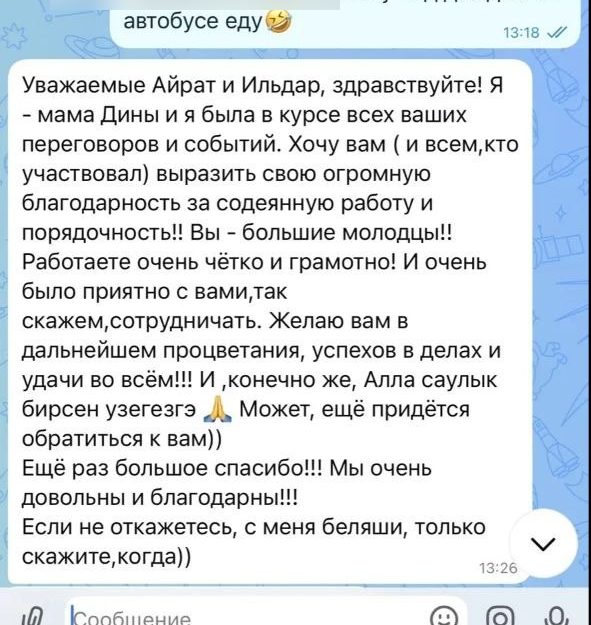 автобусе еду🤣
13:18
Уважаемые Айрат и Ильдар, здравствуйте! Я
- мама Дины и я была в курсе всех ваших
переговоров и событий. Хочу вам ( и всем,кто
участвовал) выразить свою огромную
благодарность за содеянную работу и
порядочность!! Вы - большие молодцы!!
Работаете очень чётко и грамотно! И очень
было приятно с вами,так
скажем,сотрудничать. Желаю вам в
дальнейшем процветания, успехов в делах и
удачи во всём!!! И ,конечно же, Алла саулык
бирсен узегезгэ 🙏 Может, ещё придётся
обратиться к вам))
Ещё раз большое спасибо!!! Мы очень
довольны и благодарны!!!
Если не откажетесь, с меня беляши, только
скажите,когда))
13:26
Сообщение